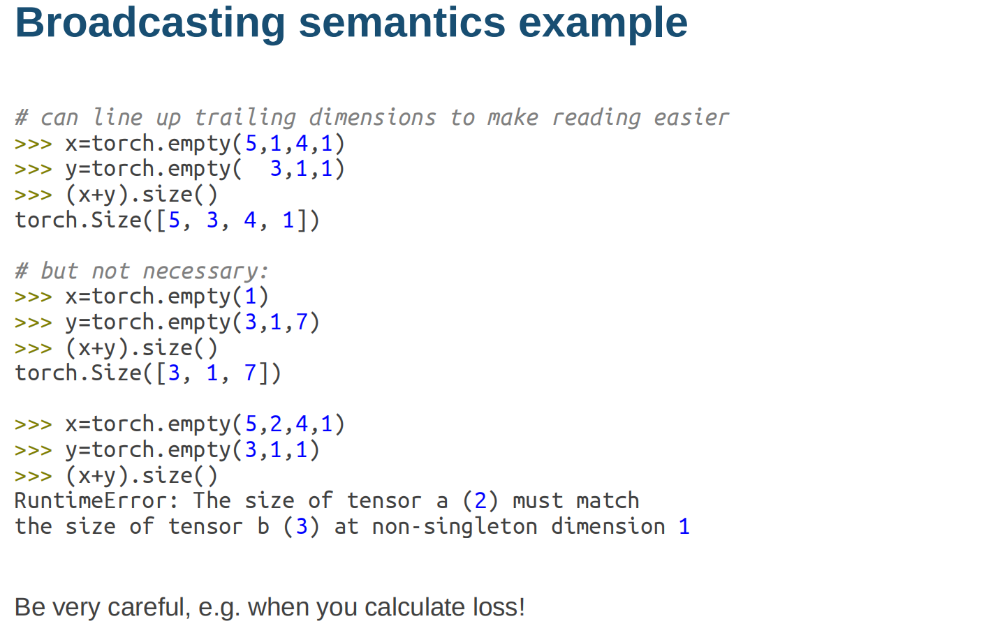 Broadcasting semantics example
# can line up trailing dimensions to make reading easier
>>> x=torch.empty(5,1,4,1)
>>> y=torch.empty(  3,1,1)
>>> (x+y).size()
torch.Size([5, 3, 4, 1])
# but not necessary:
>>> x=torch.empty(1)
>>> y=torch.empty(3,1,7)
>>> (x+y).size()
torch.Size([3, 1, 7])
>>> x=torch.empty(5,2,4,1)
>>> y=torch.empty(3,1,1)
>>> (x+y).size()
RuntimeError: The size of tensor a (2) must match
the size of tensor b (3) at non-singleton dimension 1
Be very careful, e.g. when you calculate loss!